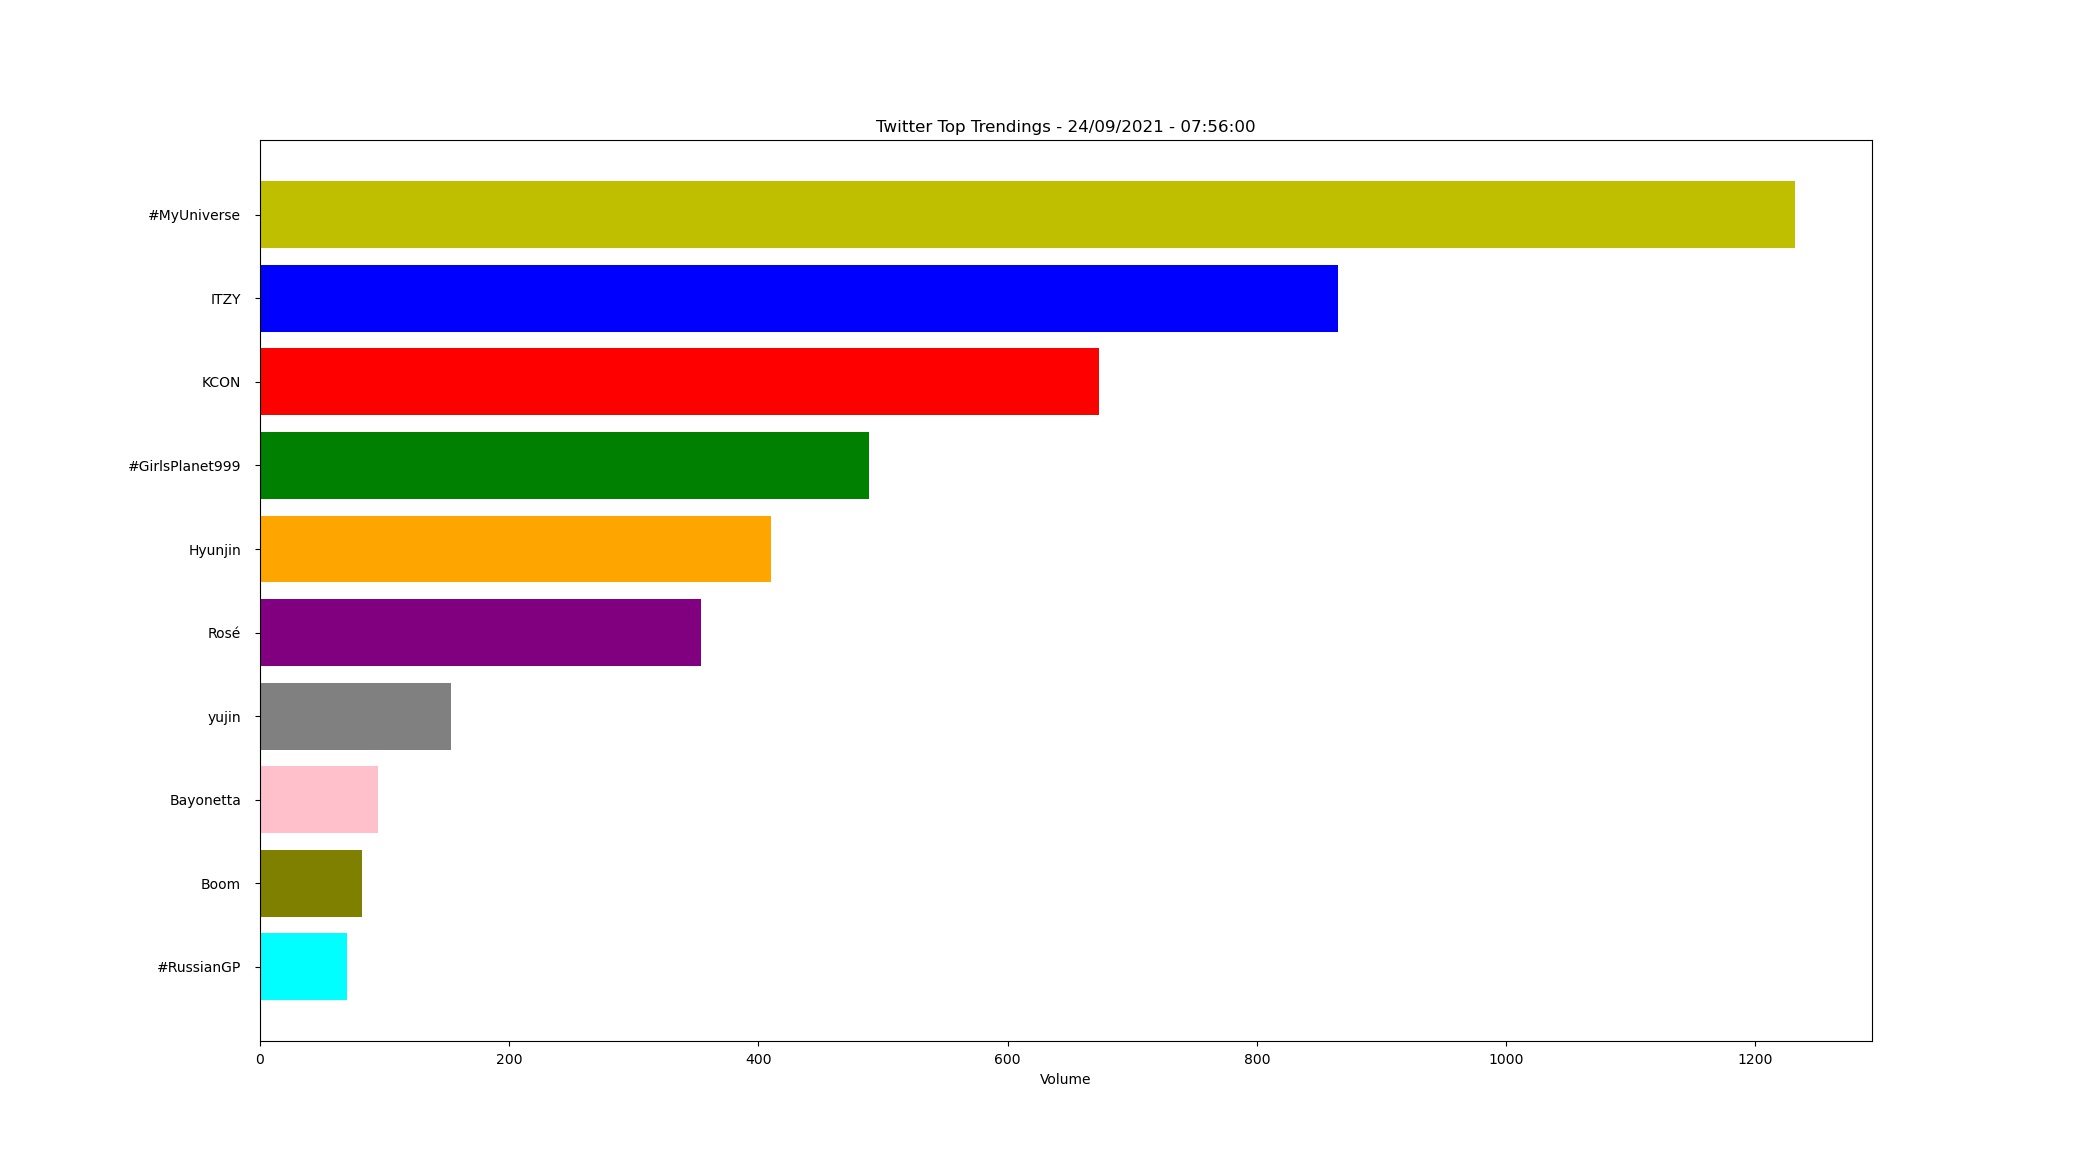 Twitter Top Trendings - 24/09/2021 - 07:56:00
#MyUniverse
ITZY
KCON
#GirlsPlanet999
Hyunjin
Rosé
yujin
Bayonetta
Boom
#RussianGP
0 200 400 600 800 1000 1200
Volume